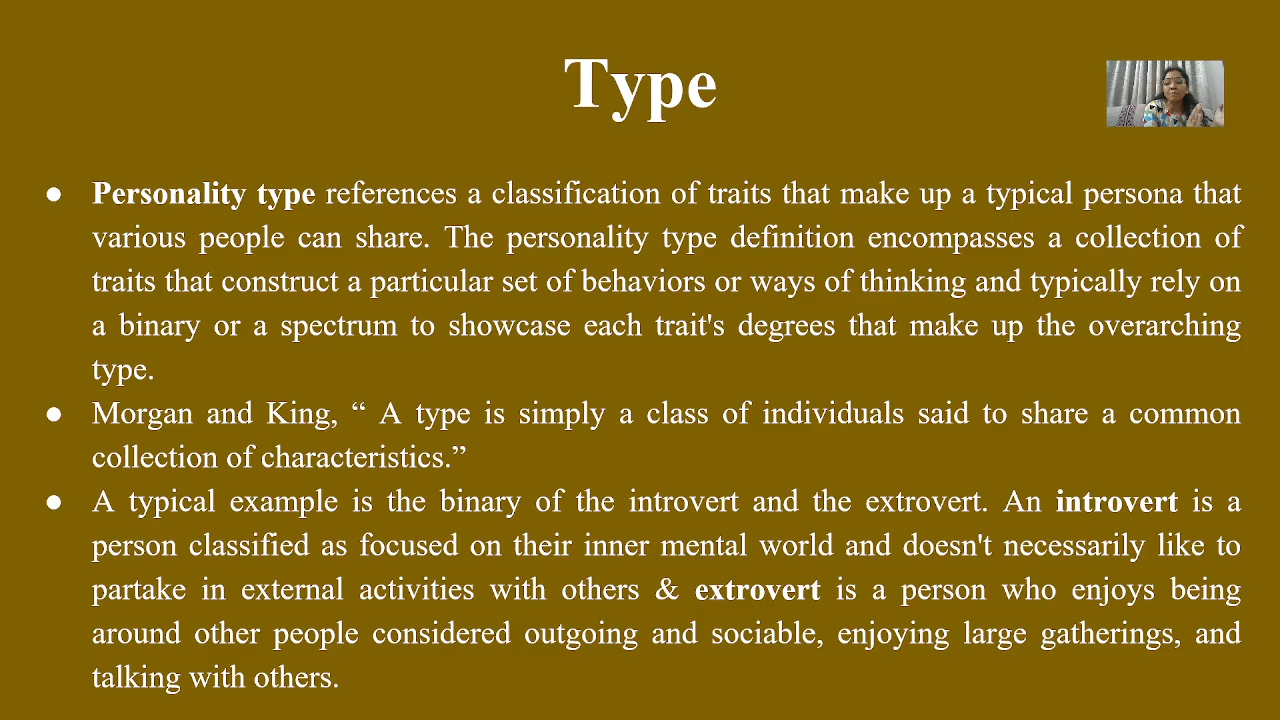 Type
● Personality type references a classification of traits that make up a typical persona that
various people can share. The personality type definition encompasses a collection of
traits that construct a particular set of behaviors or ways of thinking and typically rely on
a binary or a spectrum to showcase each trait's degrees that make up the overarching
type.
● Morgan and King, “ A type is simply a class of individuals said to share a common
collection of characteristics.”
● A typical example is the binary of the introvert and the extrovert. An introvert is a
person classified as focused on their inner mental world and doesn't necessarily like to
partake in external activities with others & extrovert is a person who enjoys being
around other people considered outgoing and sociable, enjoying large gatherings, and
talking with others.